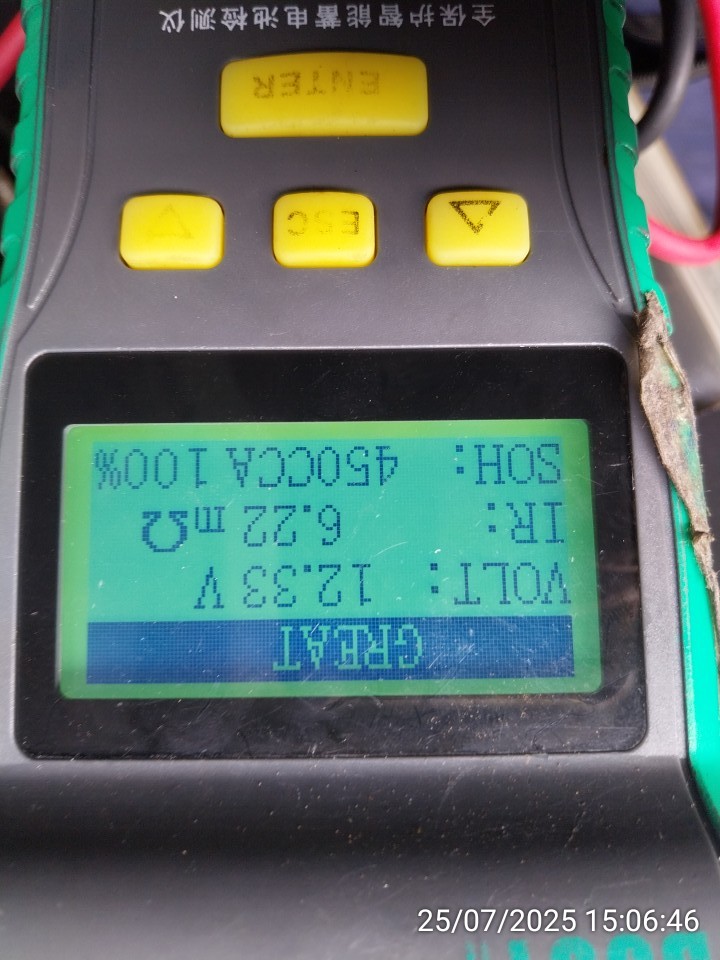 GREAT
VOLT: 12.33 V
IR: 6.22 mΩ
SOH: 450CCA 100%
ESC
ENTER
全保护智能蓄电池检测仪
25/07/2025 15:06:46